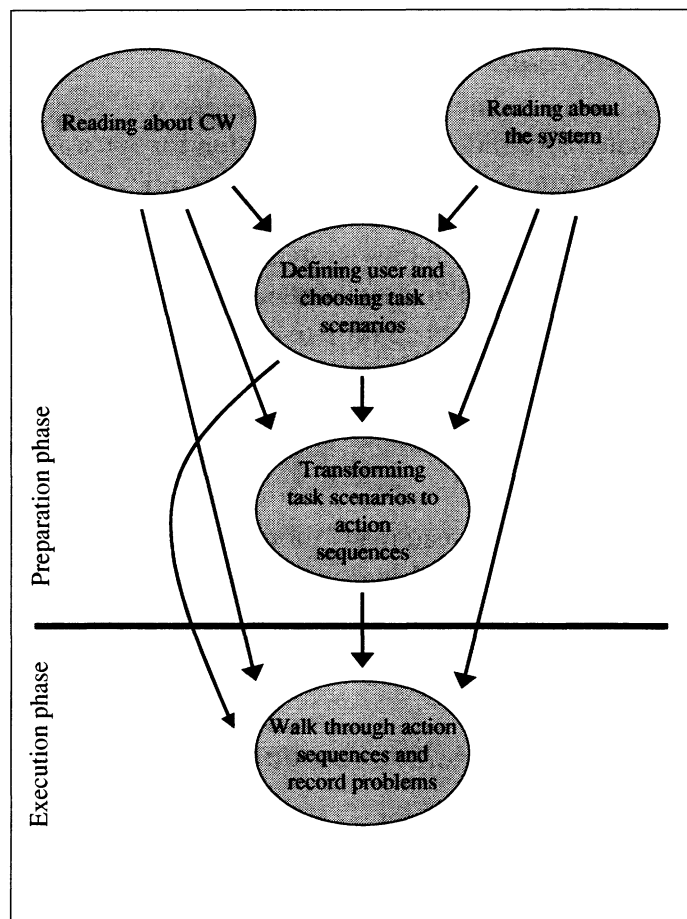 Reading about CW
Reading about
the system
Defining user and
choosing task
scenarios
Preparation phase
Transforming
task scenarios to
action
sequences
Execution phase
Walk through action
sequences and
record problems